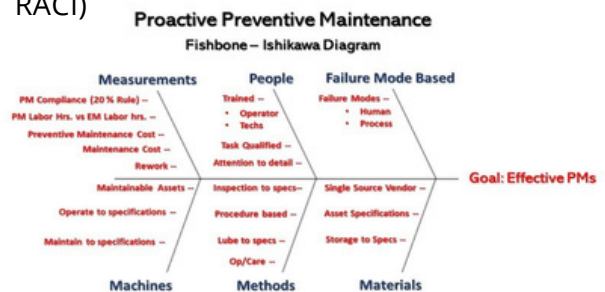 RACI)
Proactive Preventive Maintenance
Fishbone – Ishikawa Diagram
Measurements
People
Failure Mode Based
PM Compliance (20 % Rule) --
PM Labor Hrs. vs EM Labor hrs. --
Preventive Maintenance Cost --
Maintenance Cost --
Rework --
Trained --
• Operator
• Techs
Task Qualified --
Attention to detail --
Failure Modes --
• Human
• Process
Goal: Effective PMs
Maintainable Assets --
Operate to specifications --
Maintain to specifications --
Inspection to specs--
Procedure based --
Lube to specs--
Op/Care --
Single Source Vendor --
Asset Specifications --
Storage to Specs --
Machines
Methods
Materials